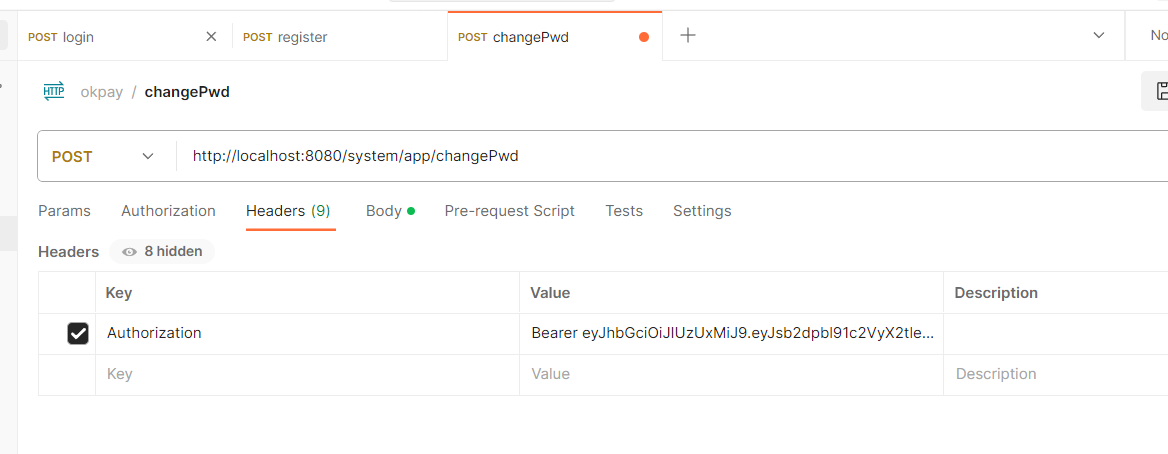 POST login
POST register
POST changePwd
No
HTTP
okpay / changePwd
POST
http://localhost:8080/system/app/changePwd
Params
Authorization
Headers (9)
Body
Pre-request Script
Tests
Settings
Headers
8 hidden
Key
Value
Description
Authorization
Bearer eyJhbGciOiJIUzUxMiJ9.eyJsb2dpbl91c2VyX2tle...
Key
Value
Description